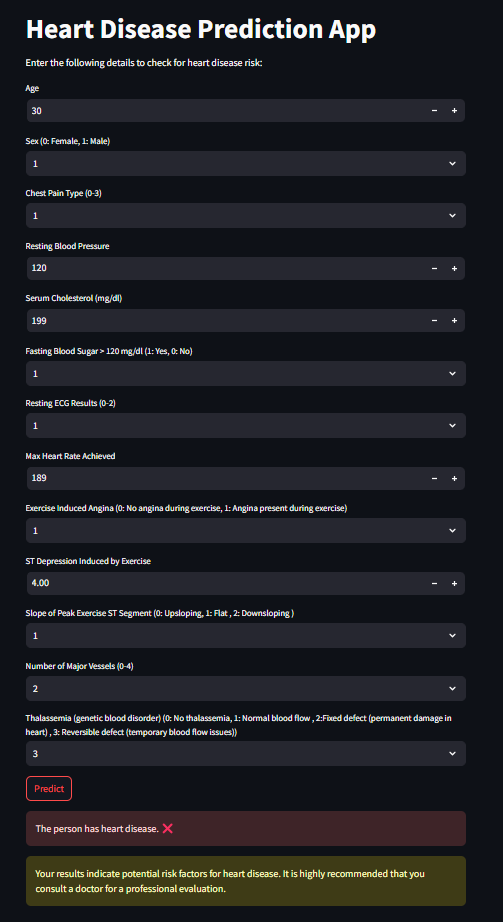 Heart Disease Prediction App
Enter the following details to check for heart disease risk:
Age
30
Sex (0: Female, 1: Male)
1
Chest Pain Type (0-3)
1
Resting Blood Pressure
120
Serum Cholesterol (mg/dl)
199
Fasting Blood Sugar > 120 mg/dl (1: Yes, 0: No)
1
Resting ECG Results (0-2)
1
Max Heart Rate Achieved
189
Exercise Induced Angina (0: No angina during exercise, 1: Angina present during exercise)
1
ST Depression Induced by Exercise
4.00
Slope of Peak Exercise ST Segment (0: Upsloping, 1: Flat , 2: Downsloping )
1
Number of Major Vessels (0-4)
2
Thalassemia (genetic blood disorder) (0: No thalassemia, 1: Normal blood flow , 2:Fixed defect (permanent damage in
heart) , 3: Reversible defect (temporary blood flow issues))
3
Predict
The person has heart disease. ❌
Your results indicate potential risk factors for heart disease. It is highly recommended that you
consult a doctor for a professional evaluation.